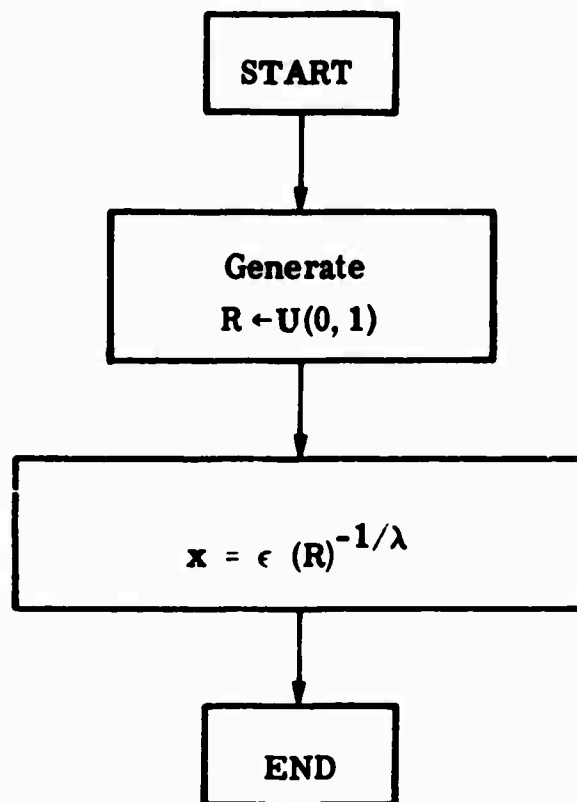 START
Generate
R ← U(0, 1)
x = ϵ (R)^{-1/λ}
END